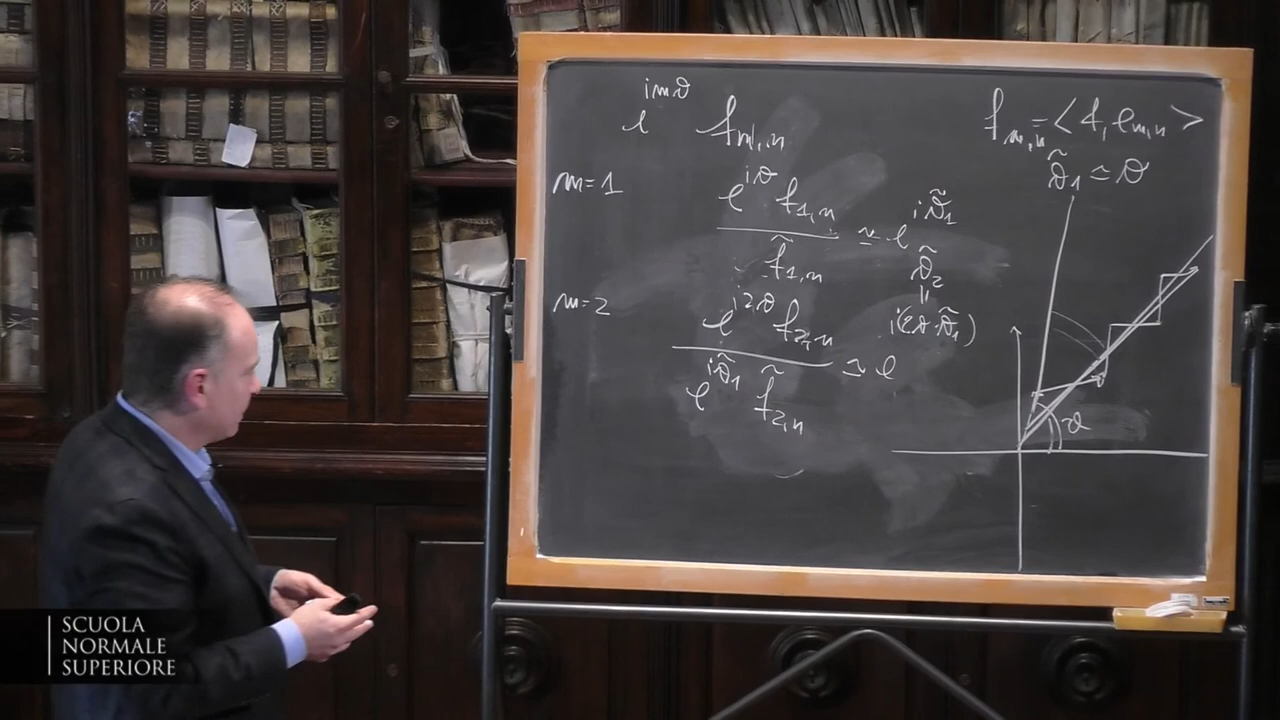 e^{imϑ} f_{m,n}
f_{m,n} = < f, e_{m,n} >
ϑ̃_1 ≃ ϑ
m=1
e^{iϑ} f_{1,n} / f̃_{1,n} ≃ e^{iϑ̃_1}
ϑ̃_2
m=2
e^{i2ϑ} f_{2,n} / e^{iϑ̃_1} f̃_{2,n} ≃ e^{i(2ϑ-ϑ̃_1)}
ϑ
SCUOLA
NORMALE
SUPERIORE